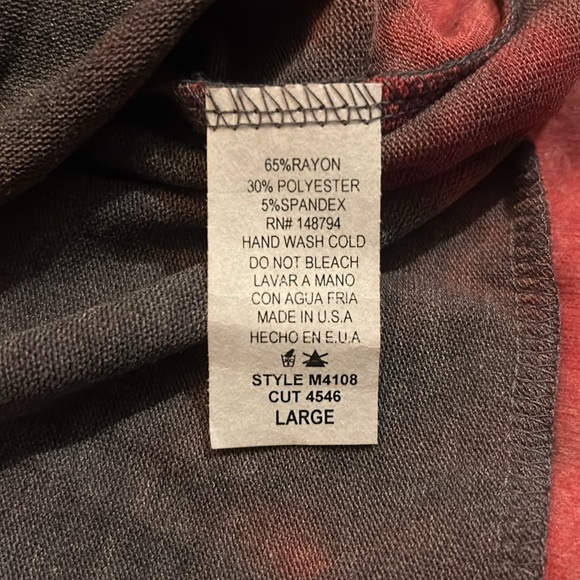 65%RAYON
30% POLYESTER
5%SPANDEX
RN# 148794
HAND WASH COLD
DO NOT BLEACH
LAVAR A MANO
CON AGUA FRIA
MADE IN U.S.A
HECHO EN E.U.A
STYLE M4108
CUT 4546
LARGE